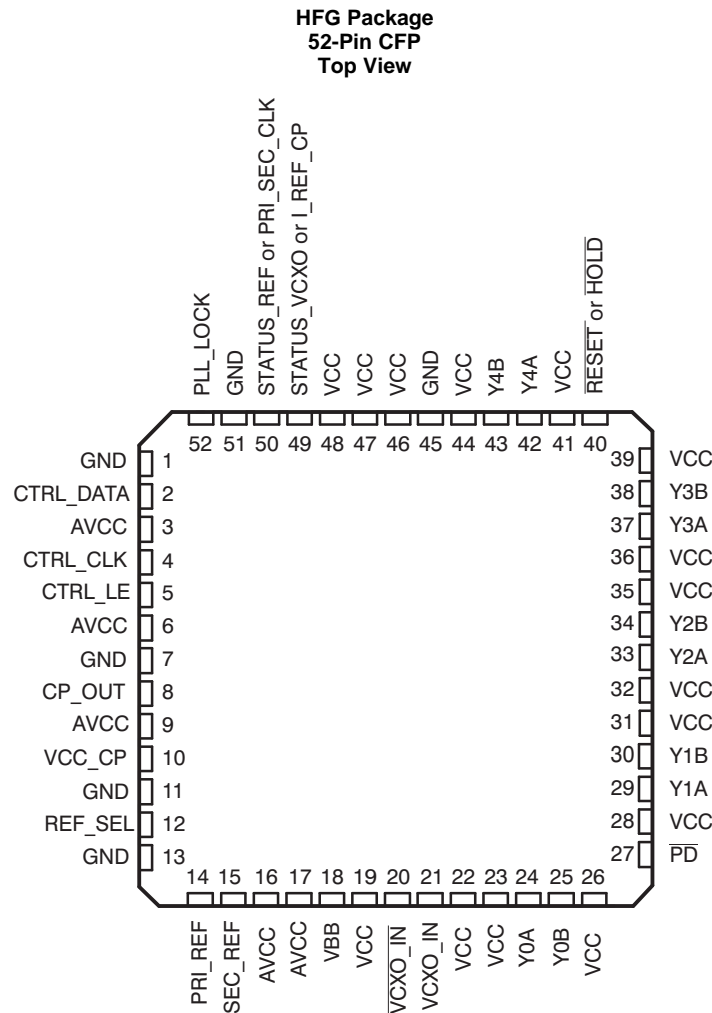 HFG Package
52-Pin CFP
Top View
PLL_LOCK
GND
STATUS_REF or PRI_SEC_CLK
STATUS_VCXO or I_REF_CP
VCC
VCC
VCC
GND
VCC
Y4B
Y4A
VCC
RESET or HOLD
52 51 50 49 48 47 46 45 44 43 42 41 40
GND 1
CTRL_DATA 2
AVCC 3
CTRL_CLK 4
CTRL_LE 5
AVCC 6
GND 7
CP_OUT 8
AVCC 9
VCC_CP 10
GND 11
REF_SEL 12
GND 13
39 VCC
38 Y3B
37 Y3A
36 VCC
35 VCC
34 Y2B
33 Y2A
32 VCC
31 VCC
30 Y1B
29 Y1A
28 VCC
27 PD
14 15 16 17 18 19 20 21 22 23 24 25 26
PRI_REF
SEC_REF
AVCC
AVCC
VBB
VCC
VCXO_IN
VCXO_IN
VCC
VCC
Y0A
Y0B
VCC